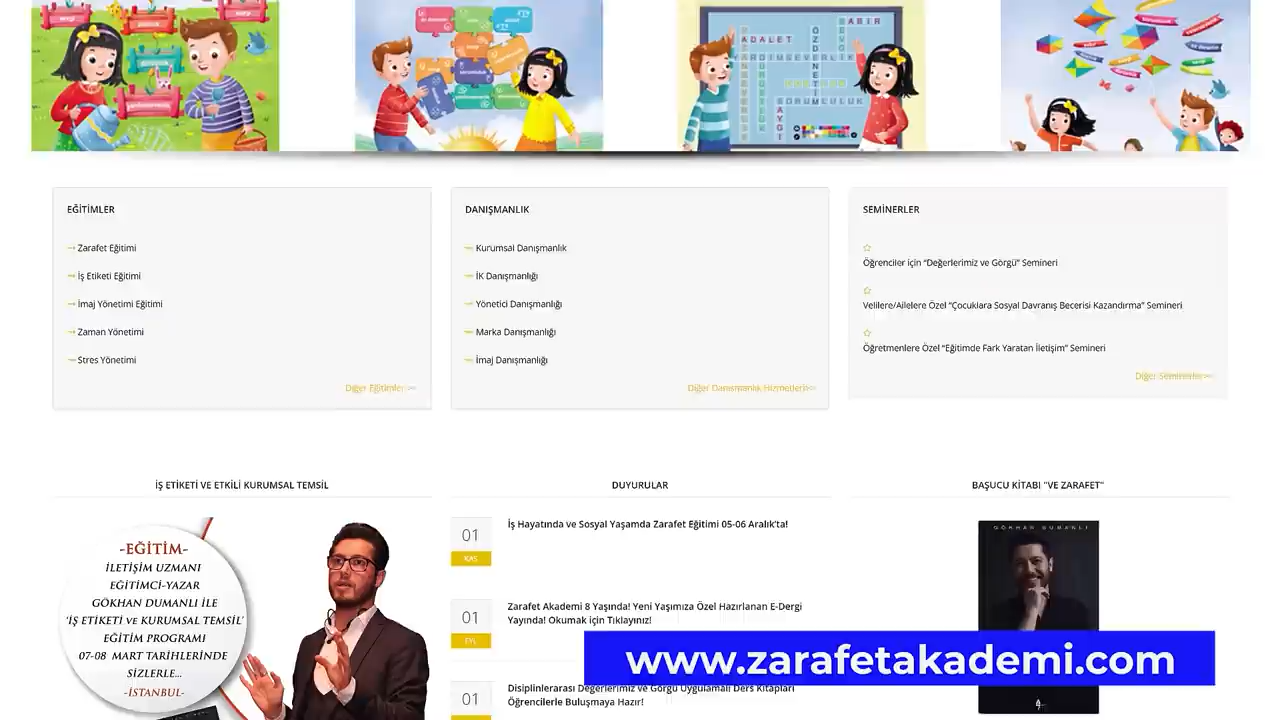 ADALET
ÖZDENETİM
SABIR
YARDIMSEVERLİK
SORUMLULUK
SAYGI
EĞİTİMLER
Zarafet Eğitimi
İş Etiketi Eğitimi
İmaj Yönetimi Eğitimi
Zaman Yönetimi
Stres Yönetimi
Diğer Eğitimler
DANIŞMANLIK
Kurumsal Danışmanlık
İK Danışmanlığı
Yönetici Danışmanlığı
Marka Danışmanlığı
İmaj Danışmanlığı
Diğer Danışmanlık Hizmetleri
SEMİNERLER
Öğrenciler için “Değerlerimiz ve Görgü” Semineri
Velilere/Ailelere Özel “Çocuklara Sosyal Davranış Becerisi Kazandırma” Semineri
Öğretmenlere Özel “Eğitimde Fark Yaratan İletişim” Semineri
Diğer Seminerler
İŞ ETİKETİ VE ETKİLİ KURUMSAL TEMSİL
-EĞİTİM-
İLETİŞİM UZMANI
EĞİTİMCİ-YAZAR
GÖKHAN DUMANLI İLE
'İŞ ETİKETİ ve KURUMSAL TEMSİL'
EĞİTİM PROGRAMI
07-08 MART TARİHLERİNDE
SİZLERLE...
-İSTANBUL-
DUYURULAR
01
KAS
İş Hayatında ve Sosyal Yaşamda Zarafet Eğitimi 05-06 Aralık'ta!
01
EYL
Zarafet Akademi 8 Yaşında! Yeni Yaşımıza Özel Hazırlanan E-Dergi
Yayında! Okumak için Tıklayınız!
01
Disiplinlerarası Değerlerimiz ve Görgü Uygulamalı Ders Kitapları
Öğrencilerle Buluşmaya Hazır!
BAŞUCU KİTABI "VE ZARAFET"
GÖKHAN DUMANLI
www.zarafetakademi.com